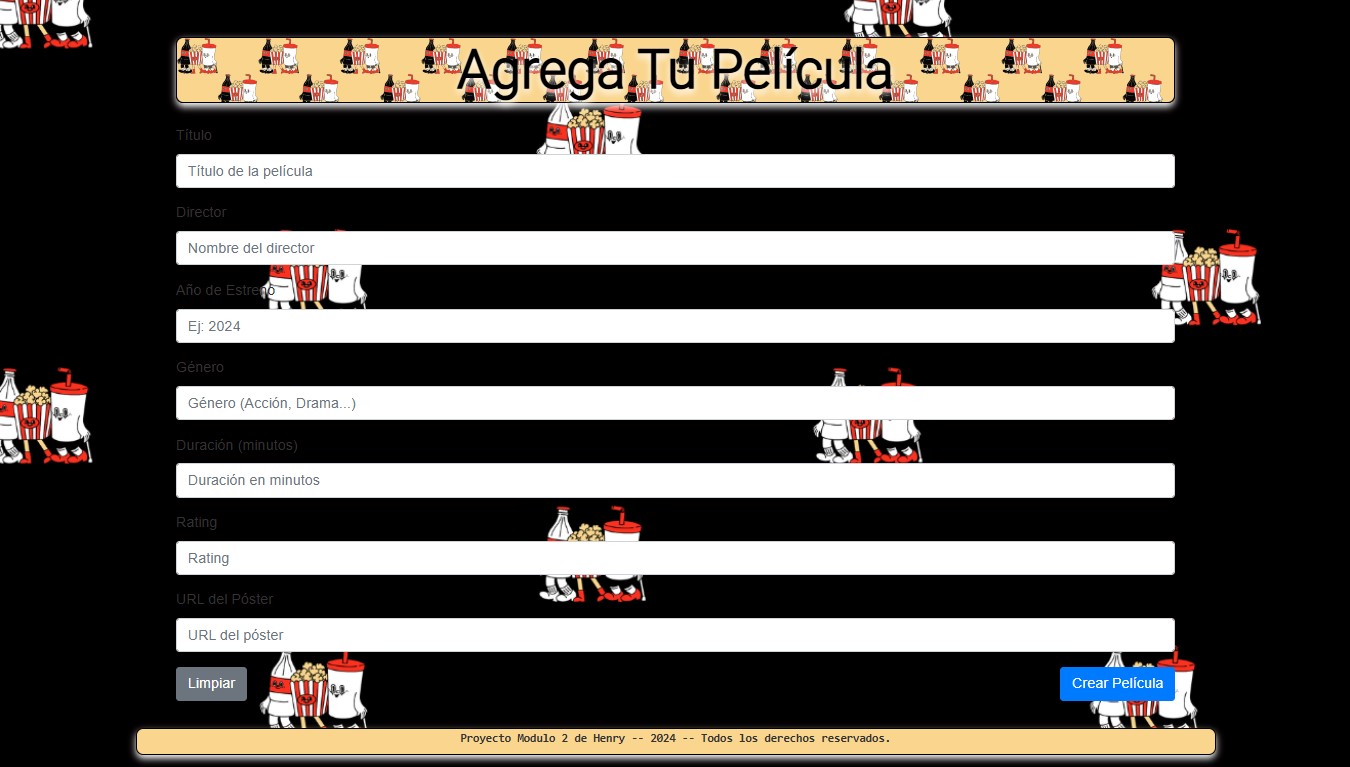 Agrega Tu Película
Título
Título de la película
Director
Nombre del director
Año de Estreno
Ej: 2024
Género
Género (Acción, Drama...)
Duración (minutos)
Duración en minutos
Rating
Rating
URL del Póster
URL del póster
Limpiar
Crear Película
Proyecto Modulo 2 de Henry -- 2024 -- Todos los derechos reservados.